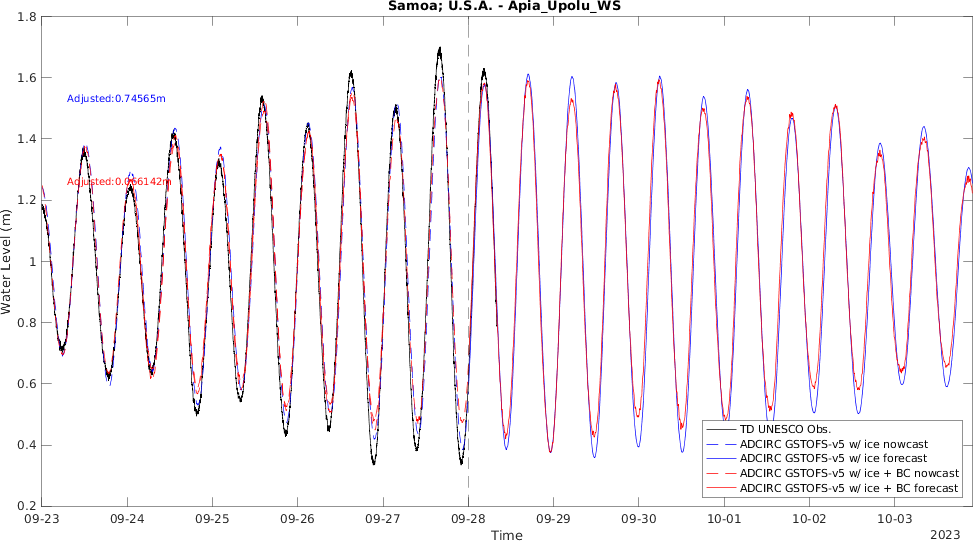 Samoa; U.S.A. - Apia_Upolu_WS
1.8
1.6
1.4
1.2
1
0.8
0.6
0.4
0.2
Water Level (m)
Adjusted:0.74565m
TD UNESCO Obs.
ADCIRC GSTOFS-v5 w/ ice nowcast
ADCIRC GSTOFS-v5 w/ ice forecast
ADCIRC GSTOFS-v5 w/ ice + BC nowcast
ADCIRC GSTOFS-v5 w/ ice + BC forecast
09-23 09-24 09-25 09-26 09-27 09-28 09-29 09-30 10-01 10-02 10-03
Time
2023